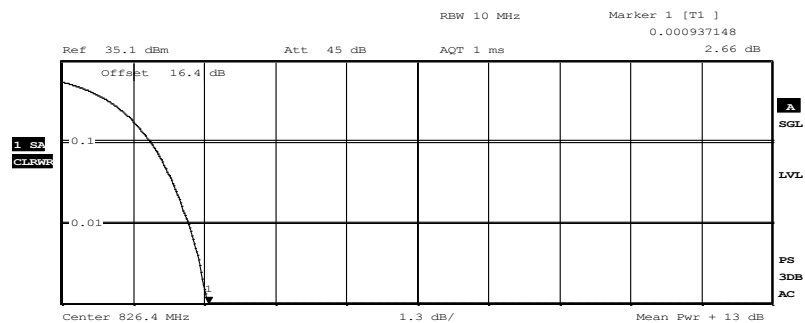 RBW 10 MHz Marker 1 [T1 ]
0.000937148
Ref 35.1 dBm Att 45 dB AQT 1 ms 2.66 dB
Offset 16.4 dB
A
SGL
0.1
1 SA
CLRWR
LVL
0.01
PS
3DB
1
AC
Center 826.4 MHz 1.3 dB/ Mean Pwr + 13 dB